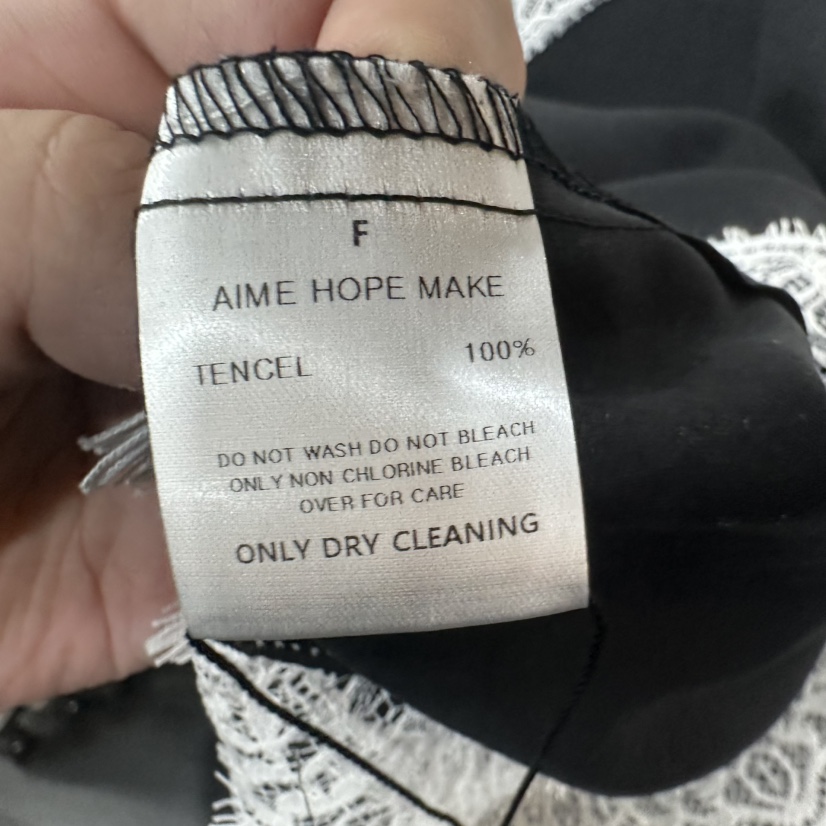 F
AIME HOPE MAKE
TENCEL 100%
DO NOT WASH DO NOT BLEACH
ONLY NON CHLORINE BLEACH
OVER FOR CARE
ONLY DRY CLEANING